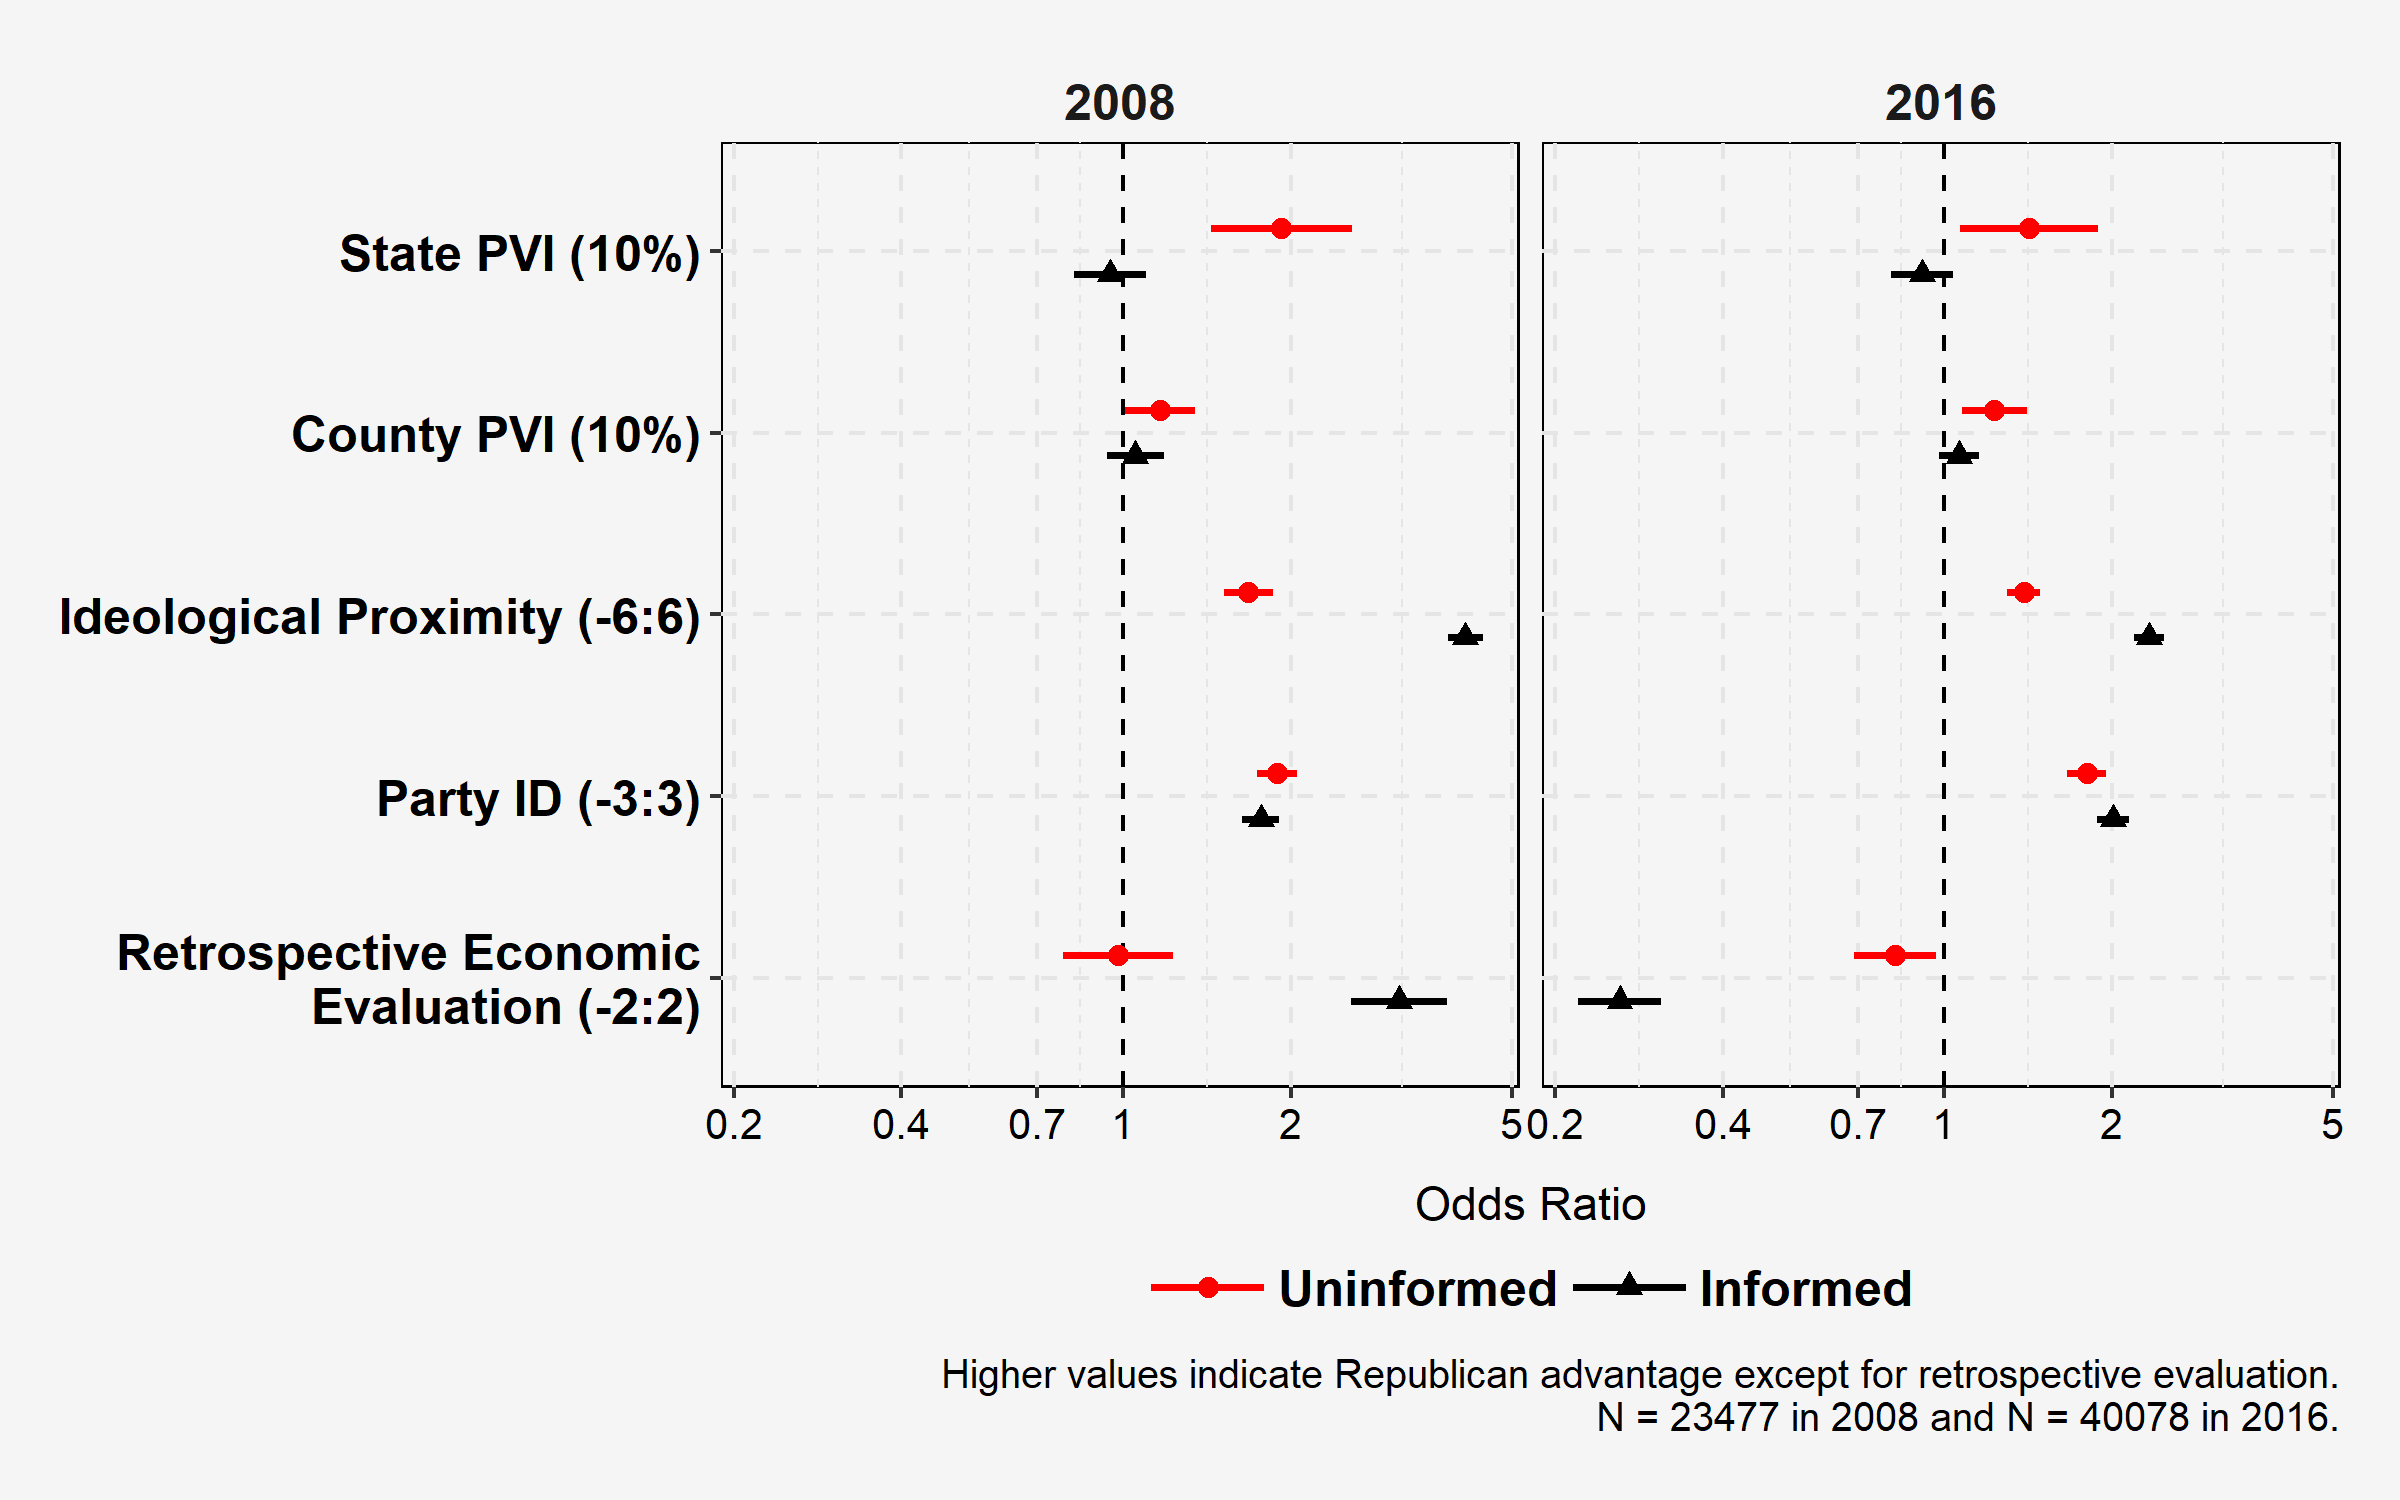 2008 2016
State PVI (10%)
County PVI (10%)
Ideological Proximity (-6:6)
Party ID (-3:3)
Retrospective Economic
Evaluation (-2:2)
0.2 0.4 0.7 1 2 5 0.2 0.4 0.7 1 2 5
Odds Ratio
Uninformed Informed
Higher values indicate Republican advantage except for retrospective evaluation.
N = 23477 in 2008 and N = 40078 in 2016.